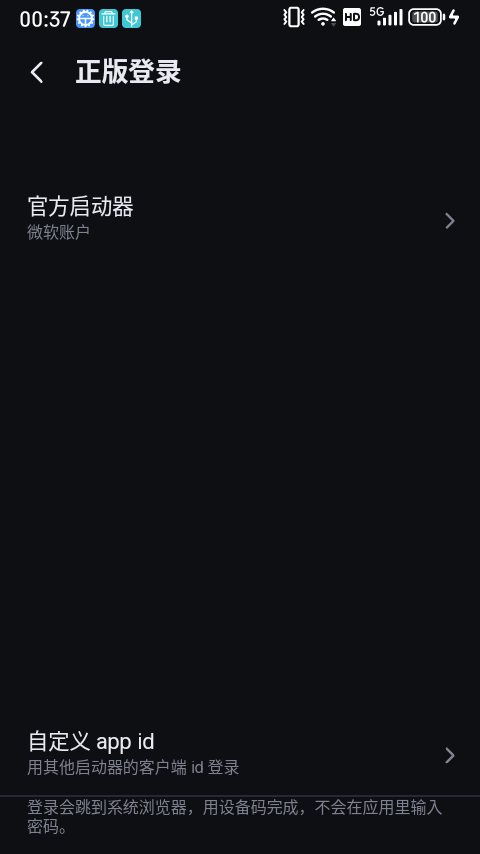 00:37
HD
5G
100
正版登录
官方启动器
微软账户
自定义 app id
用其他启动器的客户端 id 登录
登录会跳到系统浏览器，用设备码完成，不会在应用里输入
密码。